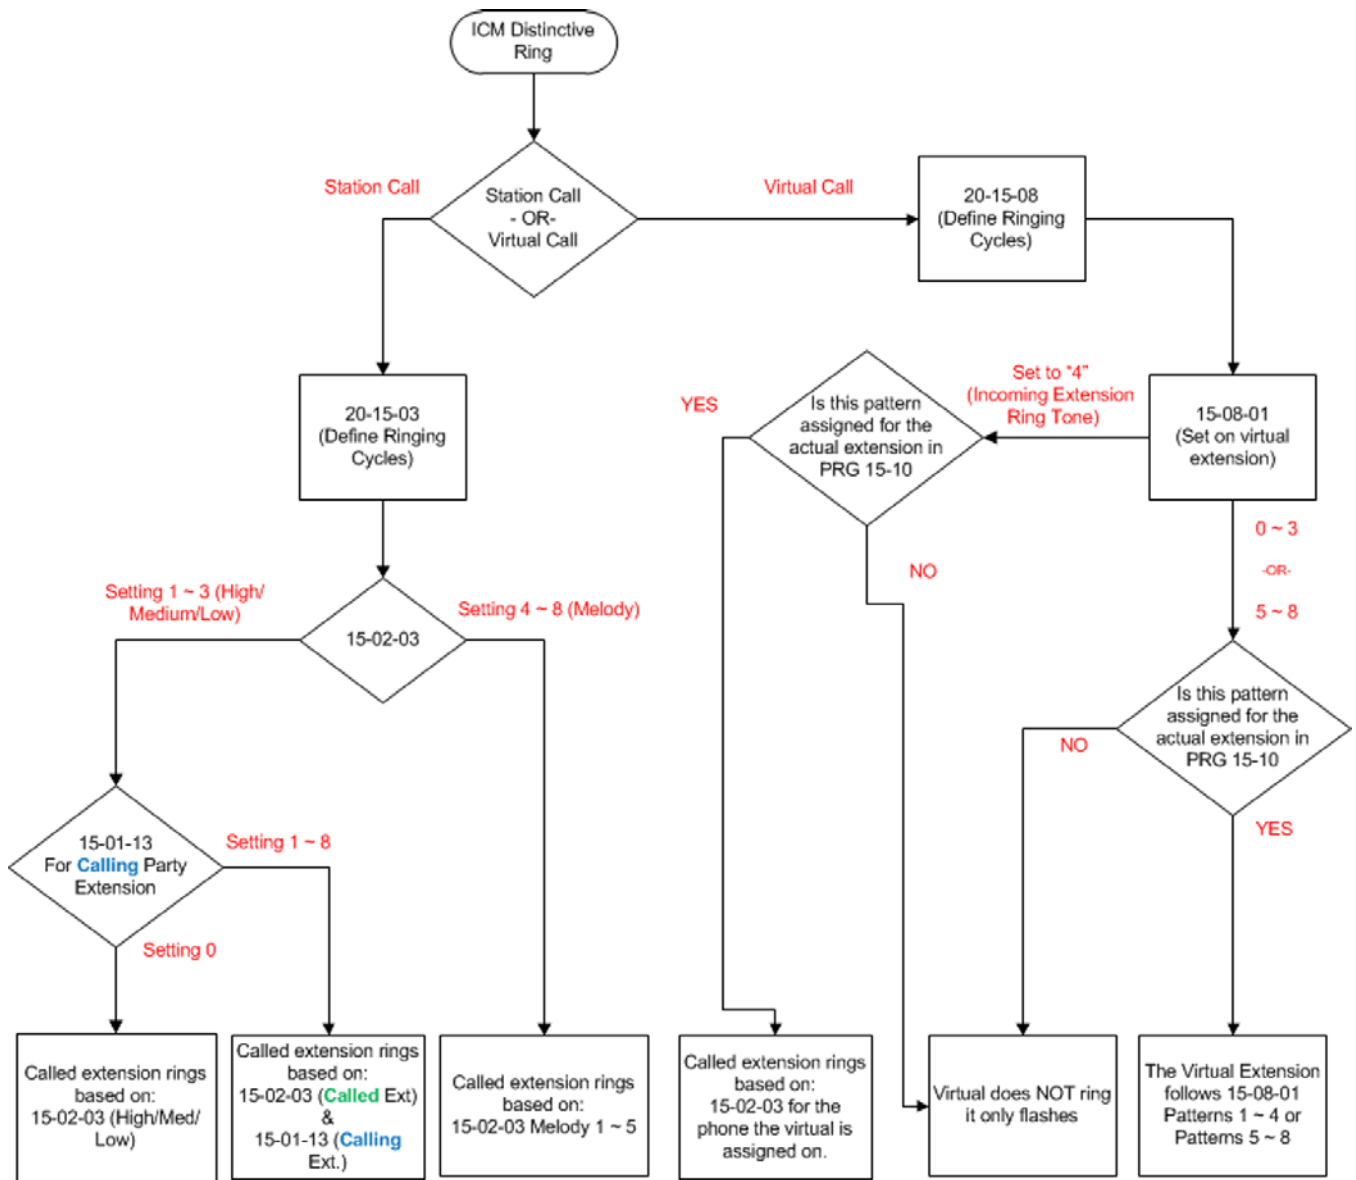 ICM Distinctive
Ring
Station Call
Station Call
- OR-
Virtual Call
Virtual Call
20-15-08
(Define Ringing
Cycles)
20-15-03
(Define Ringing
Cycles)
YES
Is this pattern
assigned for the
actual extension in
PRG 15-10
Set to "4"
(Incoming Extension
Ring Tone)
15-08-01
(Set on virtual
extension)
0 ~ 3
-OR-
5 ~ 8
NO
Setting 1 ~ 3 (High/
Medium/Low)
15-02-03
Setting 4 ~ 8 (Melody)
Is this pattern
assigned for the
actual extension in
PRG 15-10
NO
YES
15-01-13
For Calling Party
Extension
Setting 1 ~ 8
Setting 0
Called extension rings
based on:
15-02-03 (High/Med/
Low)
Called extension rings
based on:
15-02-03 (Called Ext)
&
15-01-13 (Calling
Ext.)
Called extension rings
based on:
15-02-03 Melody 1 ~ 5
Called extension rings
based on:
15-02-03 for the
phone the virtual is
assigned on.
Virtual does NOT ring
it only flashes
The Virtual Extension
follows 15-08-01
Patterns 1 ~ 4 or
Patterns 5 ~ 8